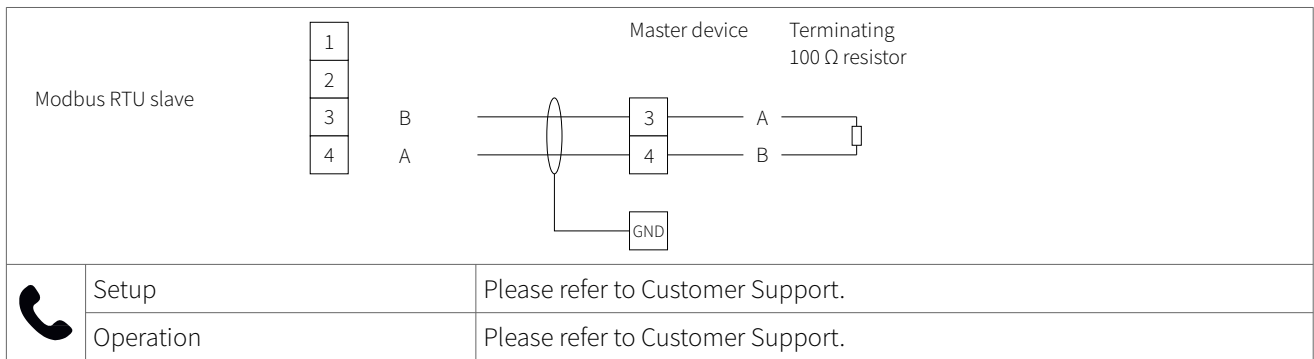 Master device
Terminating
100 Ω resistor
Modbus RTU slave
1
2
3 B
4 A
3 A
4 B
GND
Setup Please refer to Customer Support.
Operation Please refer to Customer Support.